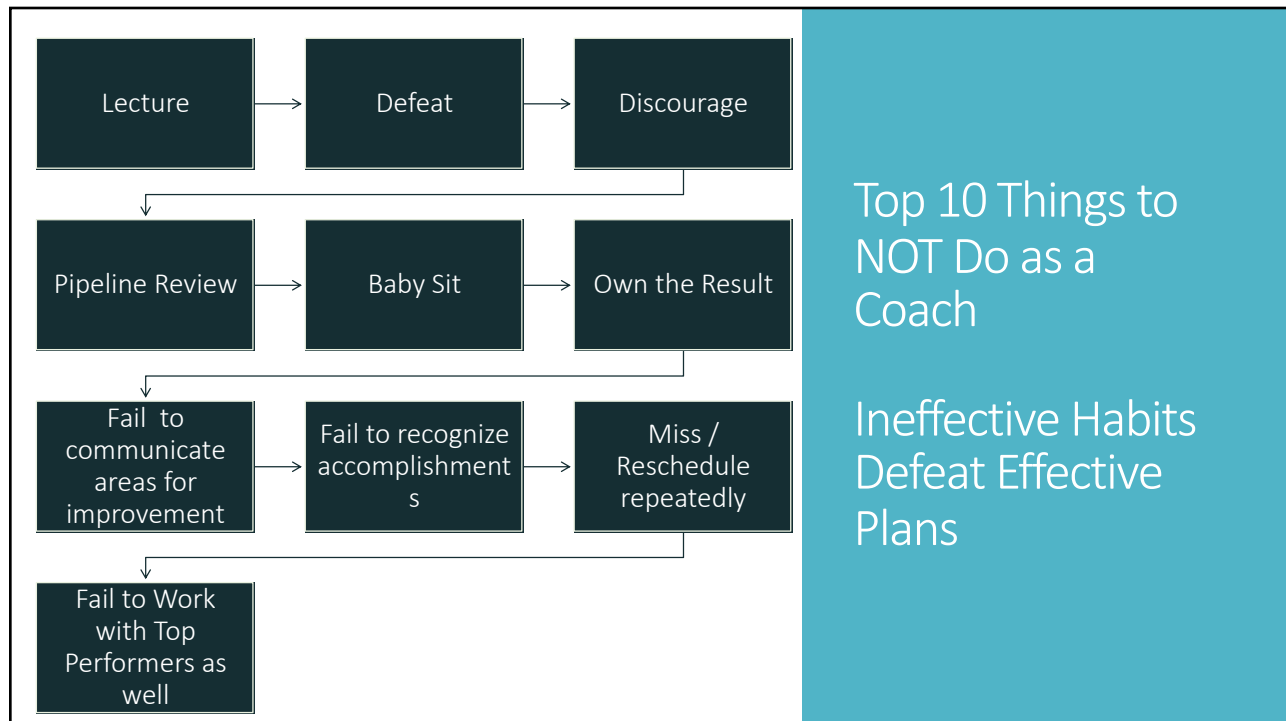 Lecture
Defeat
Discourage
Pipeline Review
Baby Sit
Own the Result
Fail to
communicate
areas for
improvement
Fail to recognize
accomplishment
s
Miss /
Reschedule
repeatedly
Fail to Work
with Top
Performers as
well
Top 10 Things to
NOT Do as a
Coach
Ineffective Habits
Defeat Effective
Plans